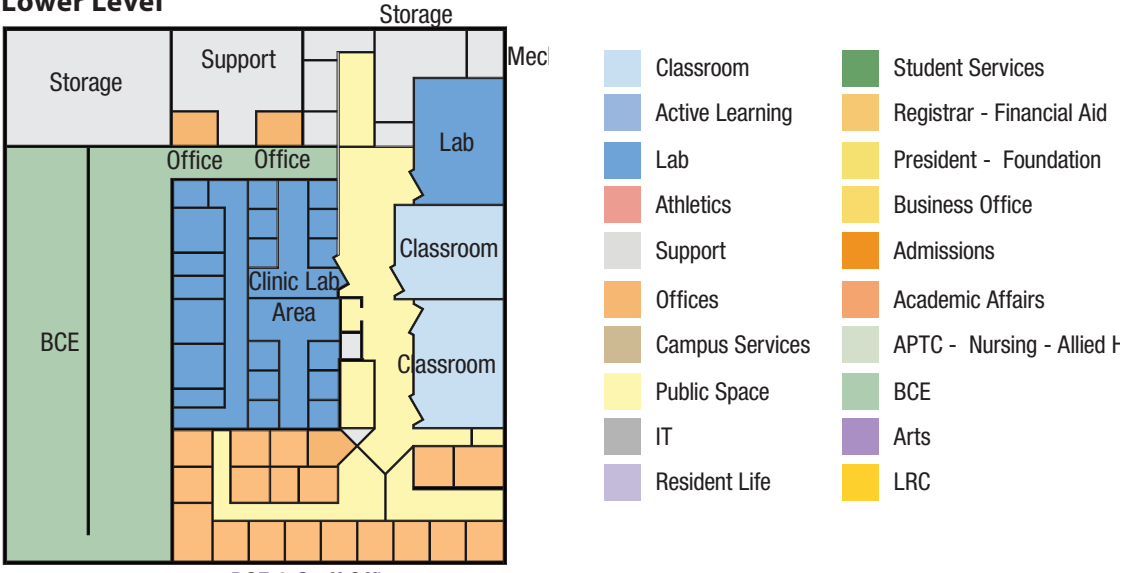 Lower Level
Storage
Mecl
Support
Storage
Lab
Office Office
Classroom
Clinic Lab
Area
BCE
Classroom
Classroom
Active Learning
Lab
Athletics
Support
Offices
Campus Services
Public Space
IT
Resident Life
Student Services
Registrar - Financial Aid
President - Foundation
Business Office
Admissions
Academic Affairs
APTC - Nursing - Allied H
BCE
Arts
LRC